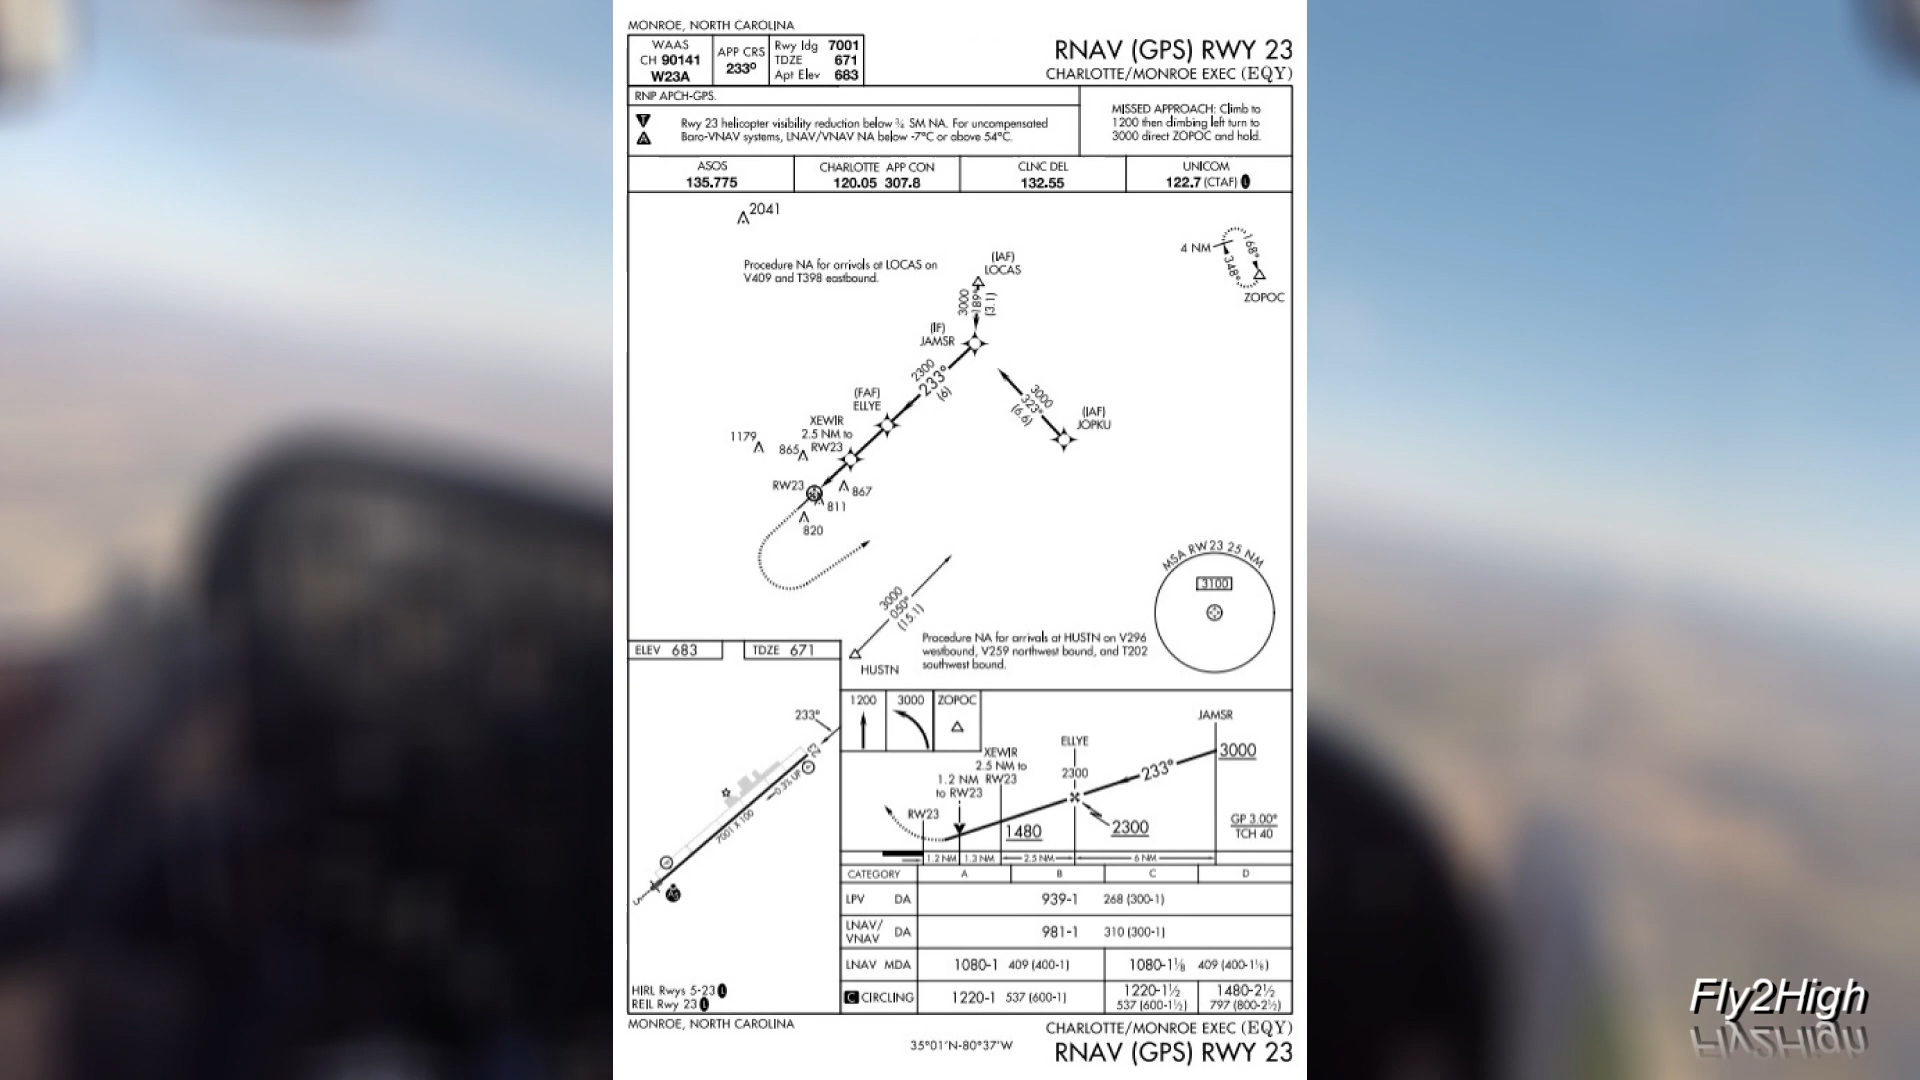 MONROE, NORTH CAROLINA
WAAS
CH 90141
W23A
APP CRS
233°
Rwy ldg 7001
TDZE 671
Apt Elev 683
RNAV (GPS) RWY 23
CHARLOTTE/MONROE EXEC (EQY)
RNP APCH-GPS.
T
A
Rwy 23 helicopter visibility reduction below ¾ SM NA. For uncompensated
Baro-VNAV systems, LNAV/VNAV NA below -7°C or above 54°C.
MISSED APPROACH: Climb to
1200 then climbing left turn to
3000 direct ZOPOC and hold.
ASOS
135.775
CHARLOTTE APP CON
120.05 307.8
CLNC DEL
132.55
UNICOM
122.7 (CTAF) L
2041
Procedure NA for arrivals at LOCAS on
V409 and T398 eastbound.
(IAF)
LOCAS
3000
189°
(3.1)
4 NM
168°
348°
ZOPOC
(IF)
JAMSR
2300
233°
(6)
(FAF)
ELLYE
3000
323°
(6.6)
(IAF)
JOPKU
XEWIR
2.5 NM to
RW23
1179
865
RW23
867
811
820
MSA RW23 25 NM
3100
3000
050°
(15.1)
HUSTN
Procedure NA for arrivals at HUSTN on V296
westbound, V259 northwest bound, and T202
southwest bound.
ELEV 683
TDZE 671
233°
23
0.3% UP
7001 X 100
5
HIRL Rwys 5-23 L
REIL Rwy 23 L
1200
3000
ZOPOC
JAMSR
ELLYE
XEWIR
2.5 NM to
RW23
1.2 NM
to RW23
RW23
2300
233°
3000
1480
2300
GP 3.00°
TCH 40
1.2 NM
1.3 NM
2.5 NM
6 NM
CATEGORY A B C D
LPV DA 939-1 268 (300-1)
LNAV/
VNAV DA 981-1 310 (300-1)
LNAV MDA 1080-1 409 (400-1) 1080-1⅛ 409 (400-1⅛)
C CIRCLING 1220-1 537 (600-1)
1220-1½
537 (600-1½)
1480-2½
797 (800-2½)
MONROE, NORTH CAROLINA
35°01'N-80°37'W
CHARLOTTE/MONROE EXEC (EQY)
RNAV (GPS) RWY 23
Fly2High